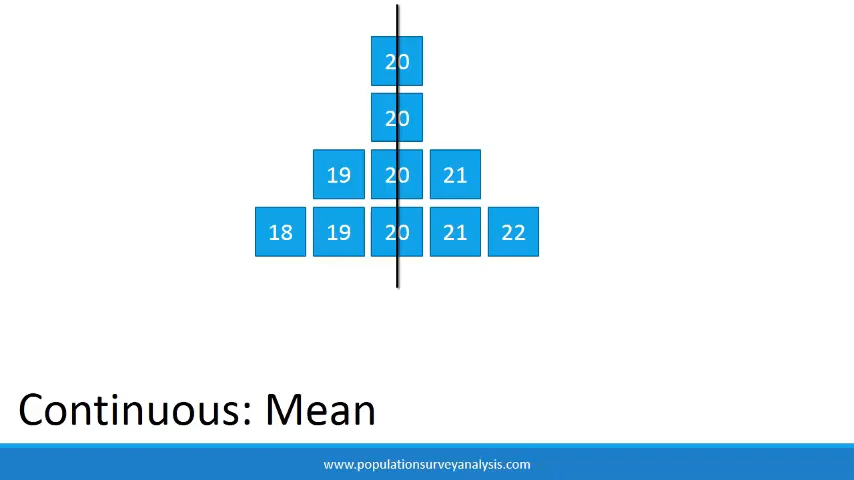 20
20
19 20 21
18 19 20 21 22
Continuous: Mean
www.populationsurveyanalysis.com